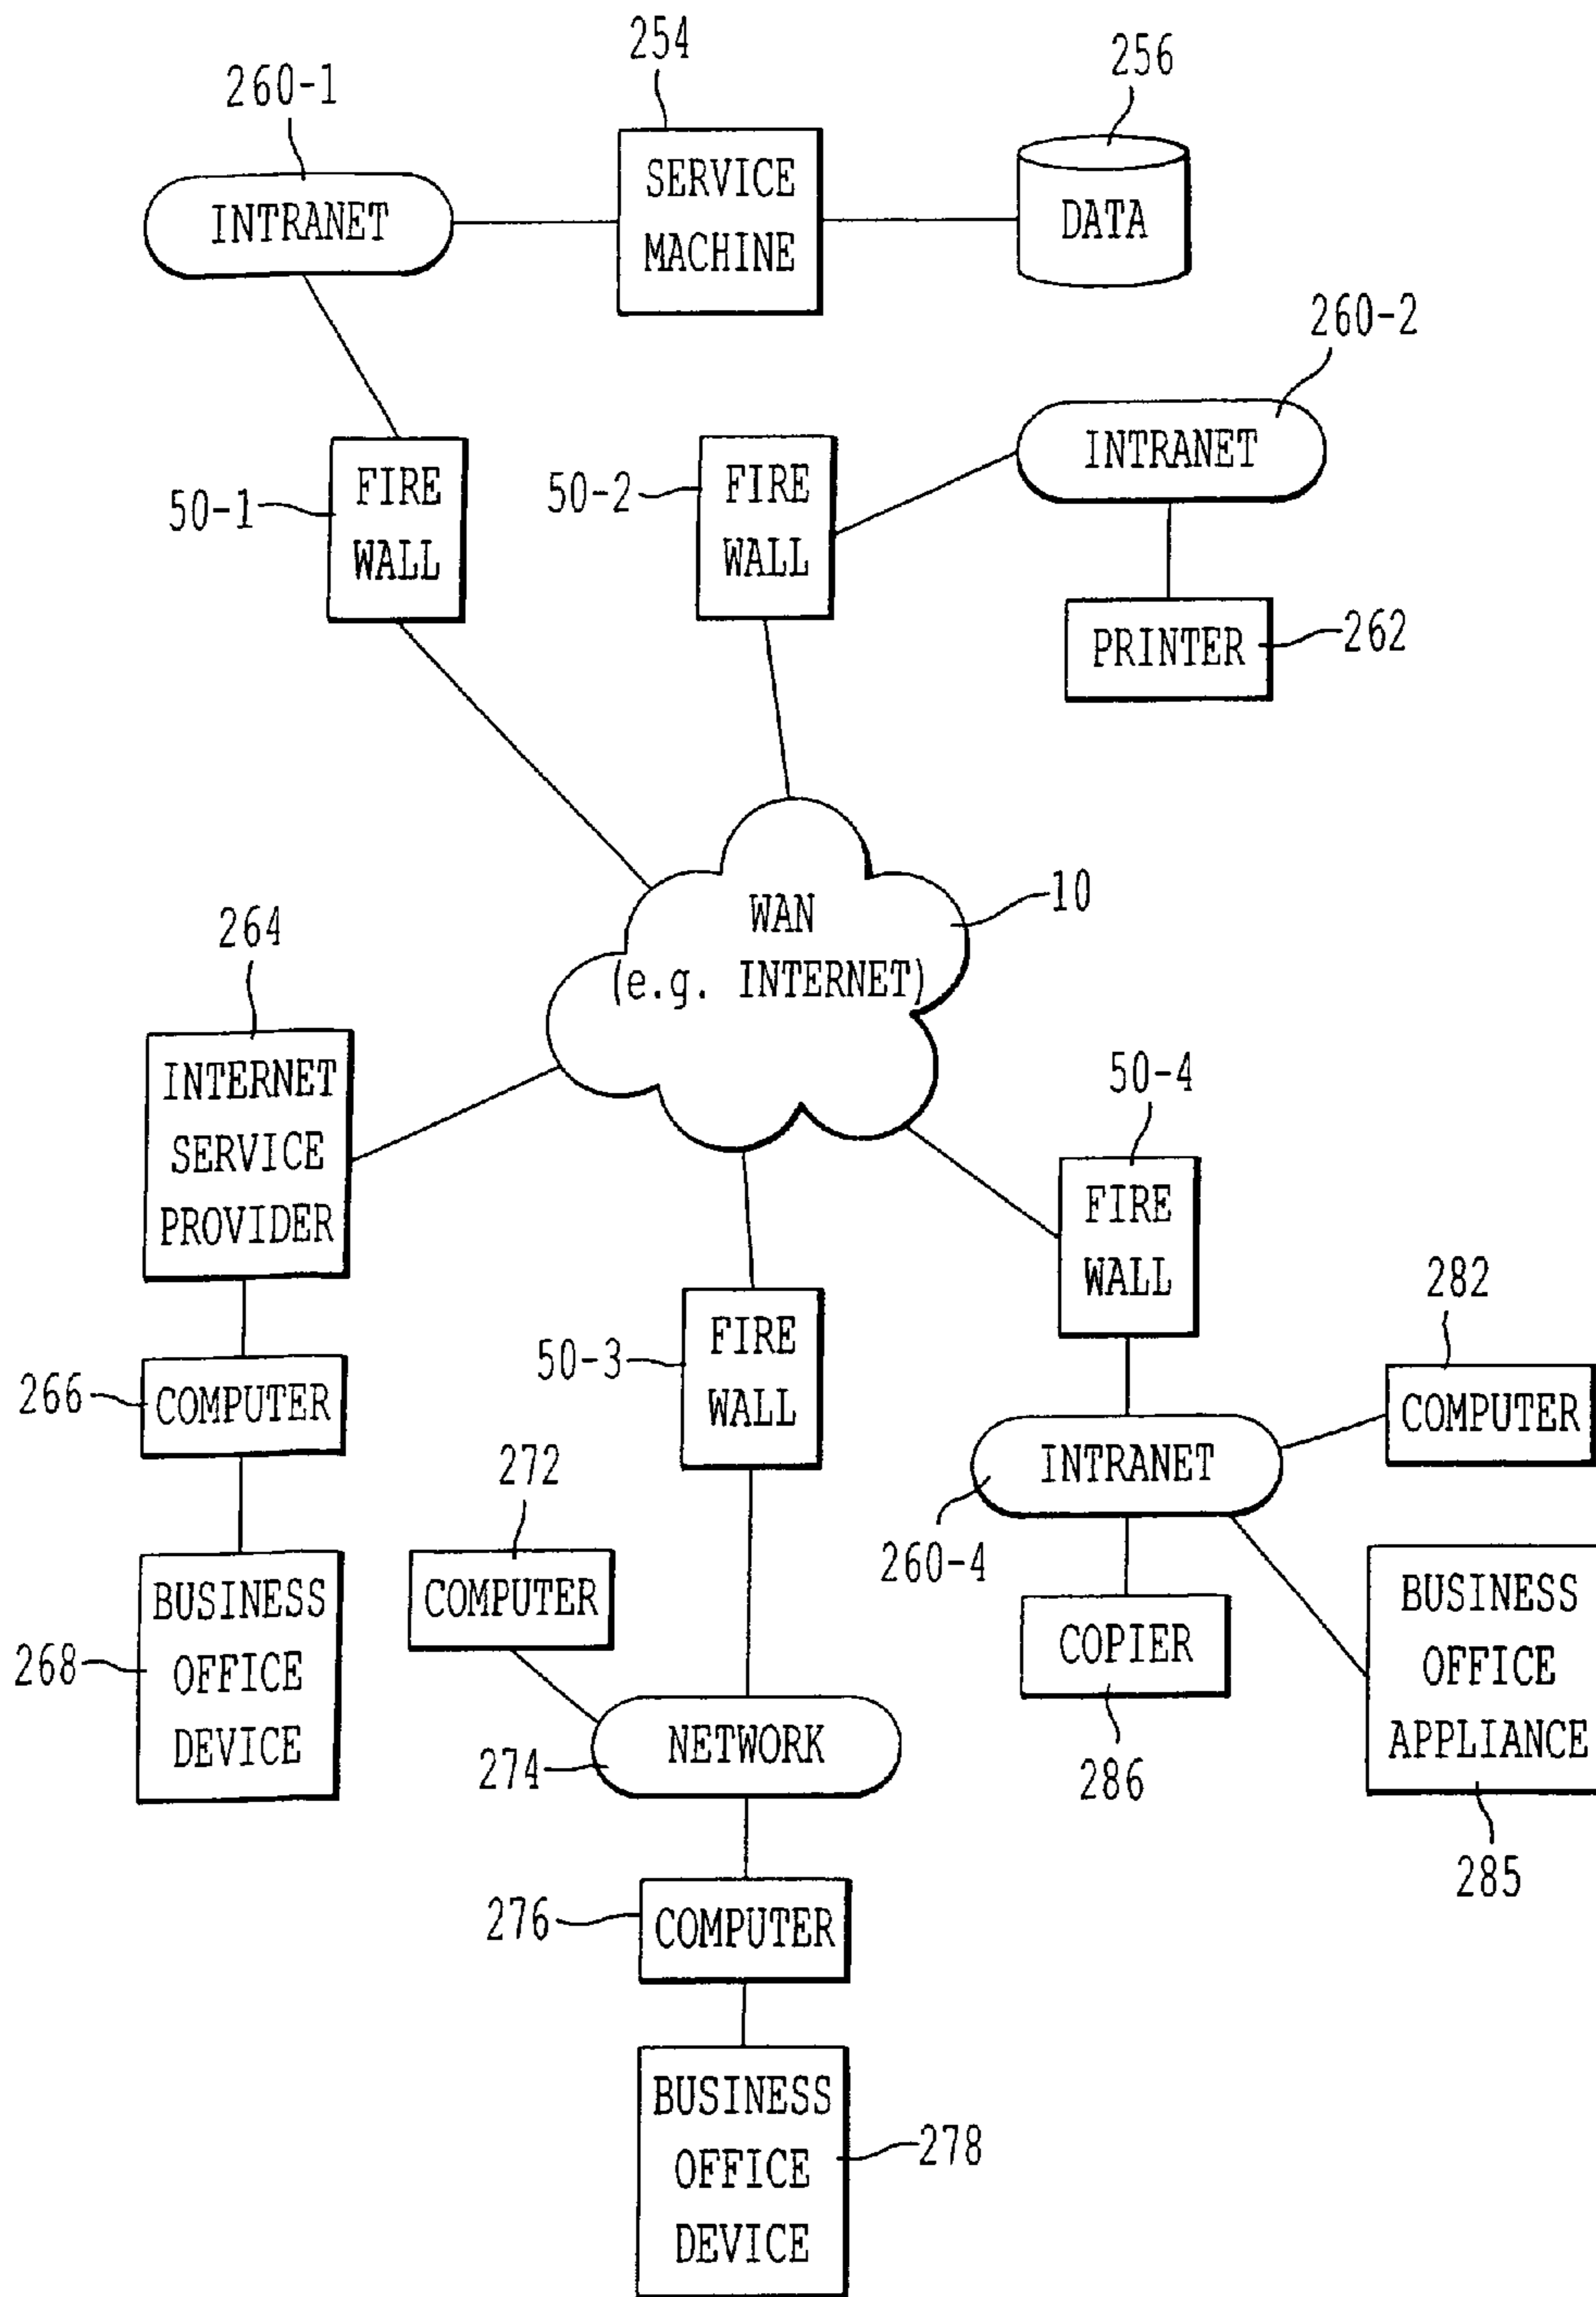 254
256
260-1
SERVICE
MACHINE
INTRANET
DATA
260-2
INTRANET
50-1
FIRE
WALL
50-2
FIRE
WALL
PRINTER
262
10
WAN
(e.g. INTERNET)
264
INTERNET
SERVICE
PROVIDER
50-4
FIRE
WALL
50-3
FIRE
WALL
282
COMPUTER
266
COMPUTER
272
COMPUTER
INTRANET
260-4
BUSINESS
OFFICE
DEVICE
268
COPIER
286
BUSINESS
OFFICE
APPLIANCE
285
NETWORK
274
276
COMPUTER
BUSINESS
OFFICE
DEVICE
278